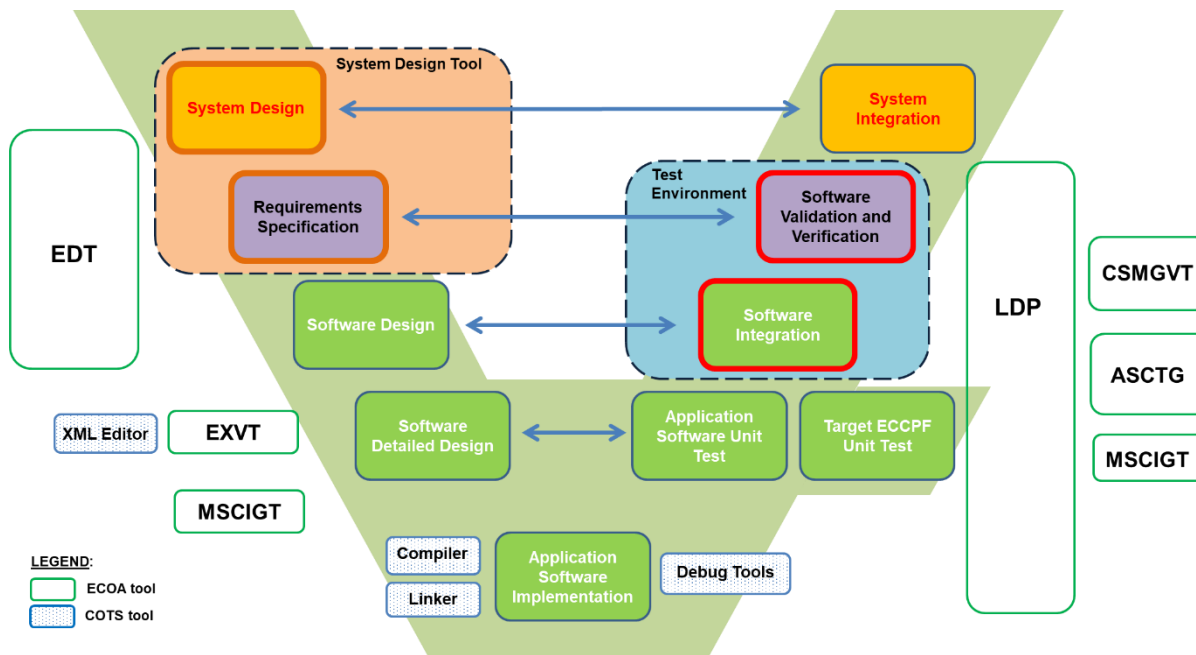 System Design Tool
System Design
System
Integration
Test
Environment
Requirements
Specification
Software
Validation and
Verification
EDT
CSMGVT
LDP
Software Design
Software
Integration
ASCTG
XML Editor
EXVT
Software
Detailed Design
Application
Software Unit
Test
Target ECCPF
Unit Test
MSCIGT
MSCIGT
Compiler
Linker
Application
Software
Implementation
Debug Tools
LEGEND:
ECOA tool
COTS tool